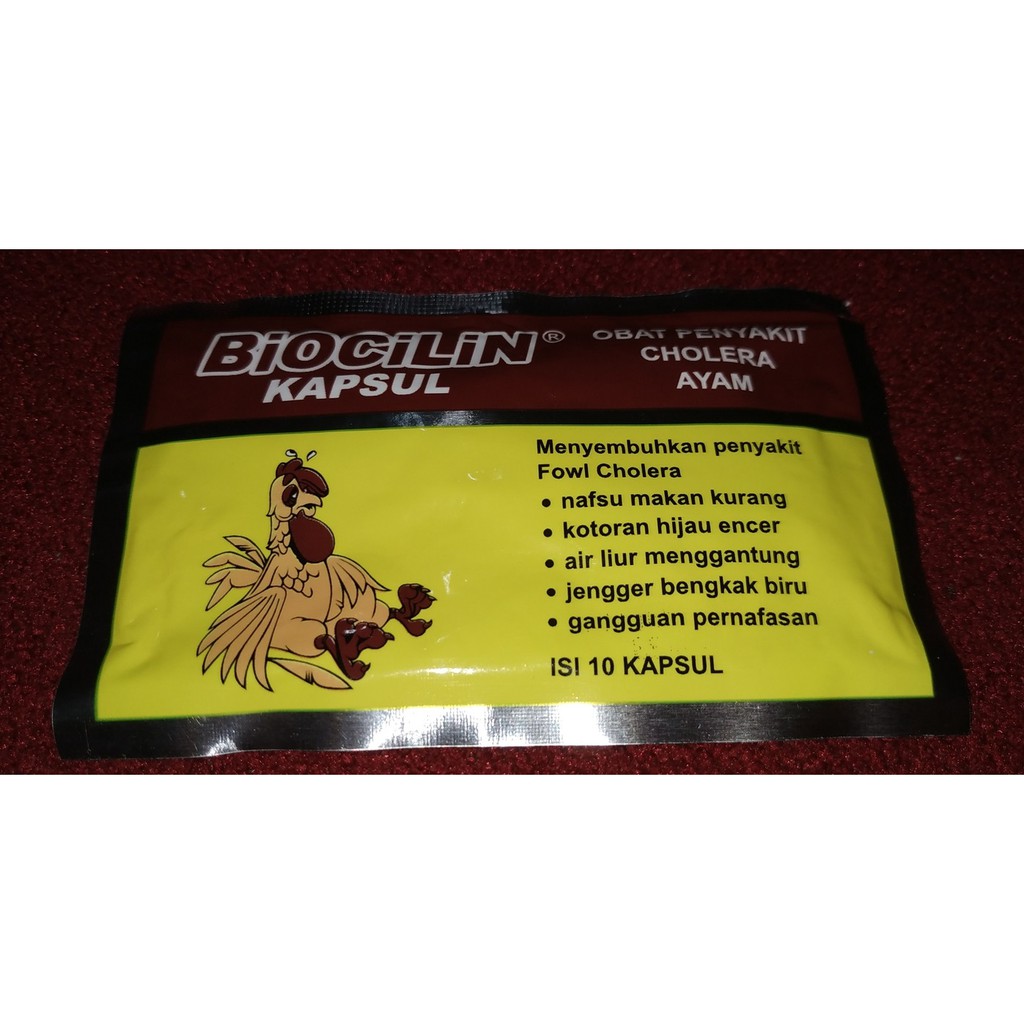 BiOCiLiN®
KAPSUL
OBAT PENYAKIT
CHOLERA
AYAM
Menyembuhkan penyakit
Fowl Cholera
• nafsu makan kurang
• kotoran hijau encer
• air liur menggantung
• jengger bengkak biru
• gangguan pernafasan
ISI 10 KAPSUL